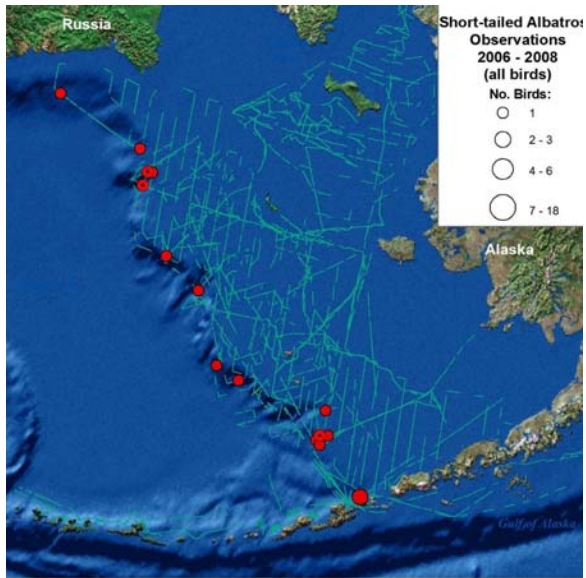 Russia
Short-tailed Albatros
Observations
2006 - 2008
(all birds)
No. Birds:
1
2 - 3
4 - 6
7 - 18
Alaska
Gulf of Alaska